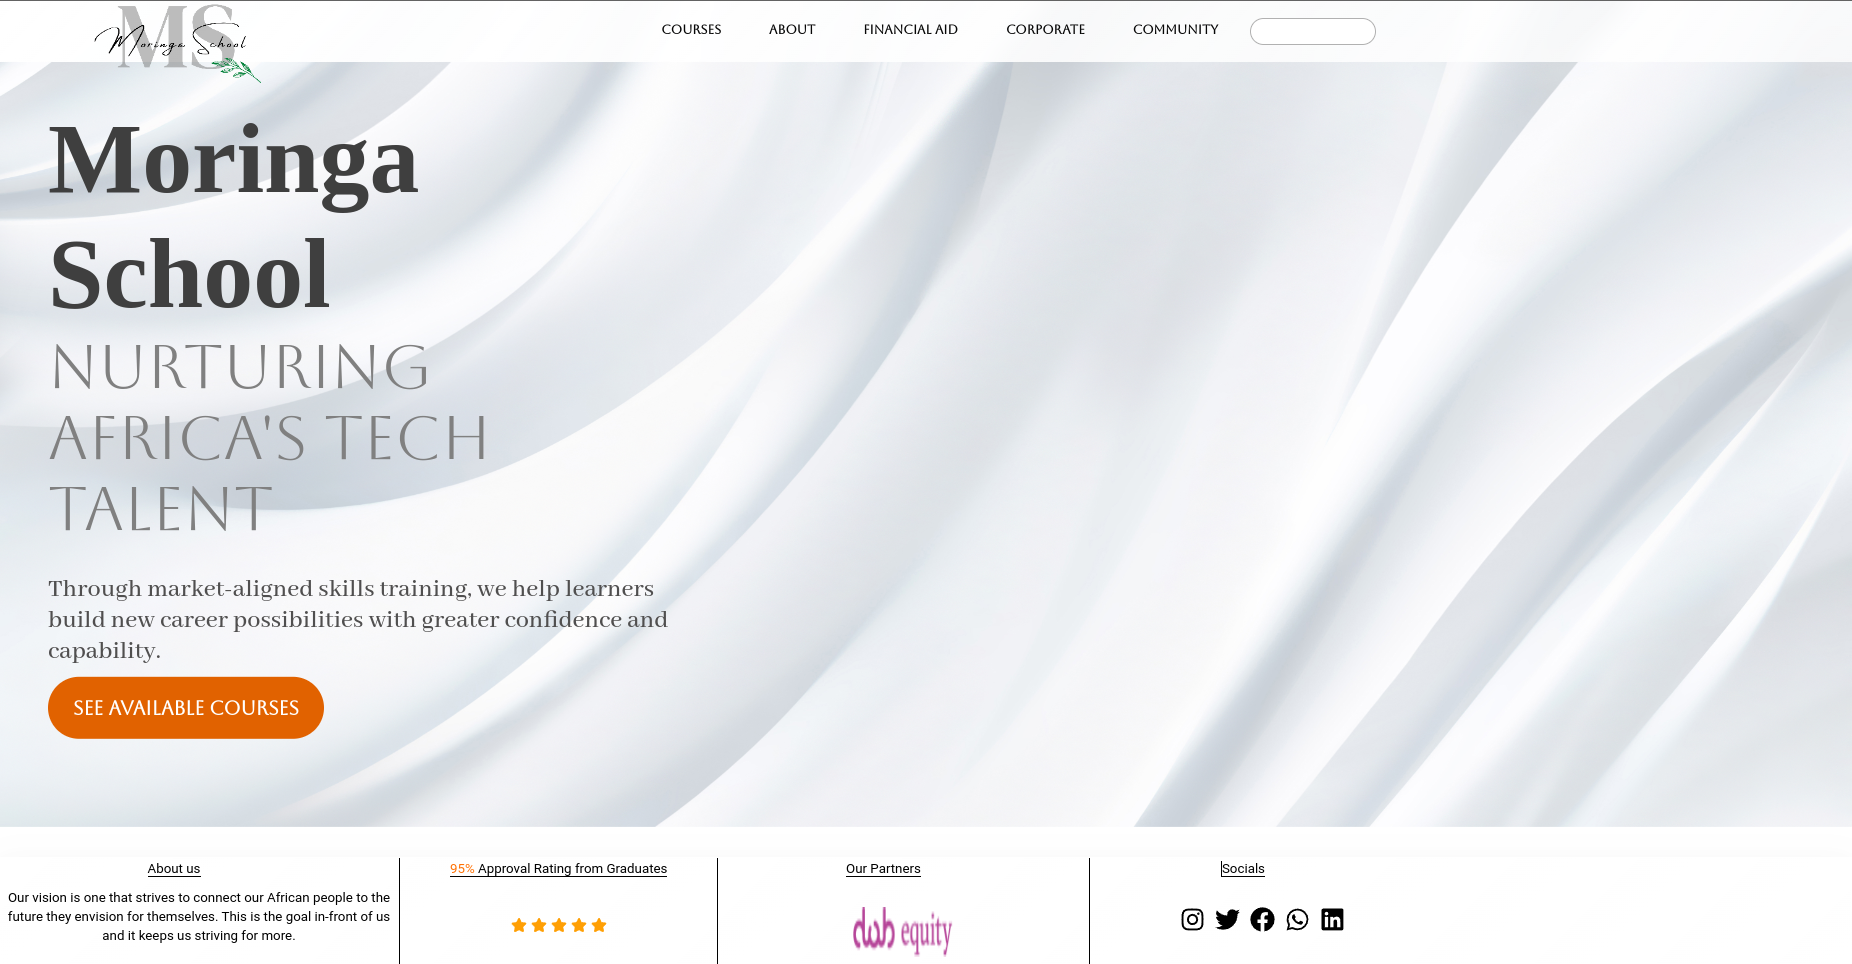 MS
Moringa School
COURSES ABOUT FINANCIAL AID CORPORATE COMMUNITY
Moringa
School
NURTURING
AFRICA'S TECH
TALENT
Through market-aligned skills training, we help learners
build new career possibilities with greater confidence and
capability.
SEE AVAILABLE COURSES
About us
Our vision is one that strives to connect our African people to the
future they envision for themselves. This is the goal in-front of us
and it keeps us striving for more.
95% Approval Rating from Graduates
Our Partners
dwb equity
Socials